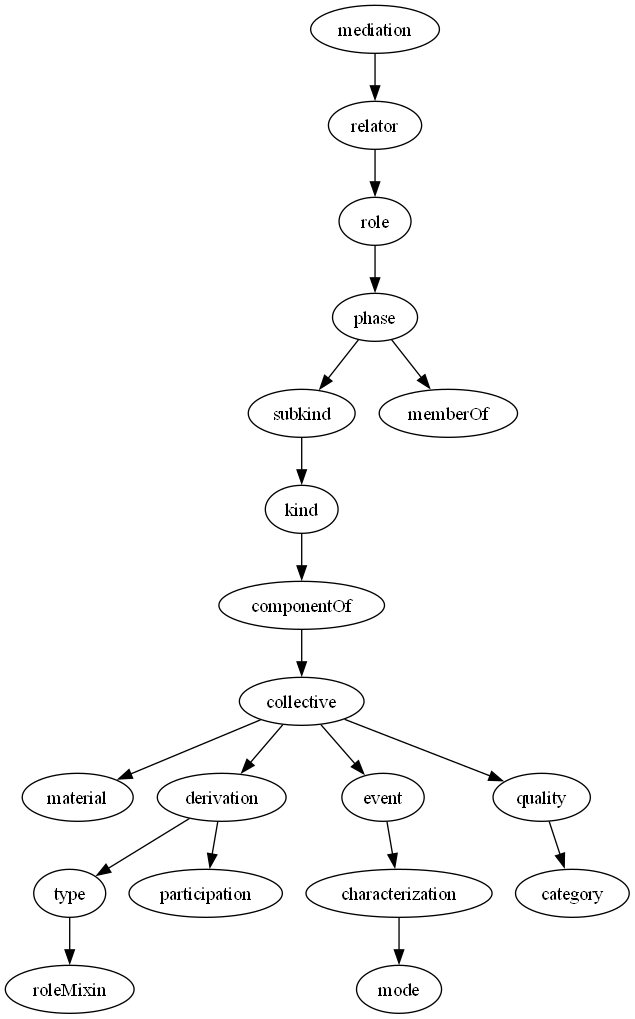 mediation
relator
role
phase
subkind
memberOf
kind
componentOf
collective
material
derivation
event
quality
type
participation
characterization
category
roleMixin
mode